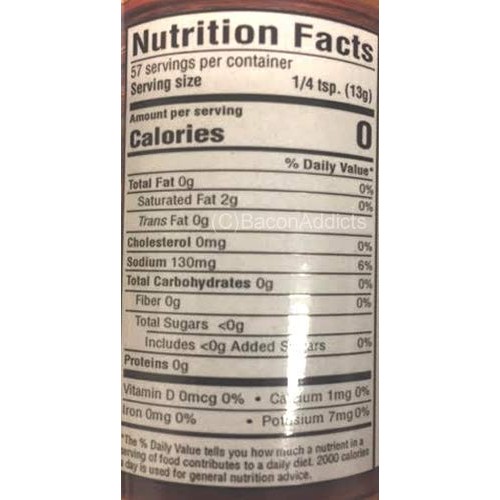 Nutrition Facts
57 servings per container
Serving size 1/4 tsp. (13g)
Amount per serving
Calories 0
% Daily Value*
Total Fat 0g 0%
Saturated Fat 2g 0%
Trans Fat 0g
(C)BaconAddicts
Cholesterol 0mg 0%
Sodium 130mg 6%
Total Carbohydrates 0g 0%
Fiber 0g 0%
Total Sugars <0g
Includes <0g Added Sugars 0%
Proteins 0g
Vitamin D 0mcg 0% • Calcium 1mg 0%
Iron 0mg 0% • Potassium 7mg 0%
*The % Daily Value tells you how much a nutrient in a
serving of food contributes to a daily diet. 2000 calories
a day is used for general nutrition advice.